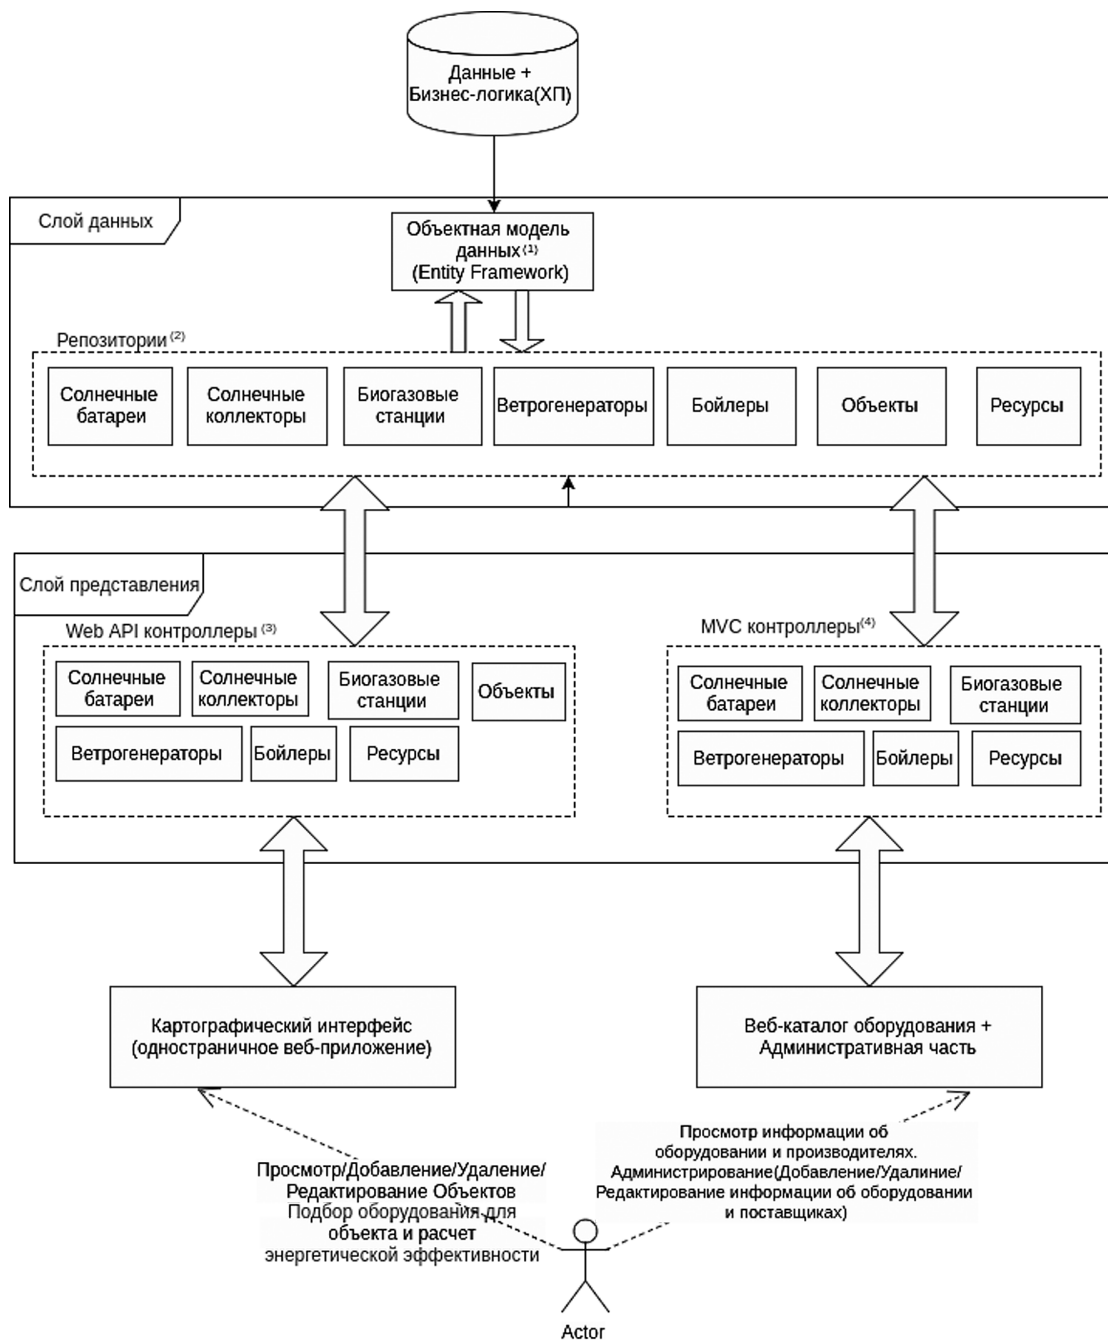 Данные +
Бизнес-логика(ХП)
Слой данных
Объектная модель
данных⁽¹⁾
(Entity Framework)
Репозитории⁽²⁾
Солнечные
батареи
Солнечные
коллекторы
Биогазовые
станции
Ветрогенераторы
Бойлеры
Объекты
Ресурсы
Слой представления
Web API контроллеры⁽³⁾
Солнечные
батареи
Солнечные
коллекторы
Биогазовые
станции
Объекты
Ветрогенераторы
Бойлеры
Ресурсы
MVC контроллеры⁽⁴⁾
Солнечные
батареи
Солнечные
коллекторы
Биогазовые
станции
Ветрогенераторы
Бойлеры
Ресурсы
Картографический интерфейс
(одностраничное веб-приложение)
Веб-каталог оборудования +
Административная часть
Просмотр/Добавление/Удаление/
Редактирование Объектов
Подбор оборудования для
объекта и расчет
энергетической эффективности
Просмотр информации об
оборудовании и производителях.
Администрирование(Добавление/Удалиние/
Редактирование информации об оборудовании
и поставщиках)
Actor